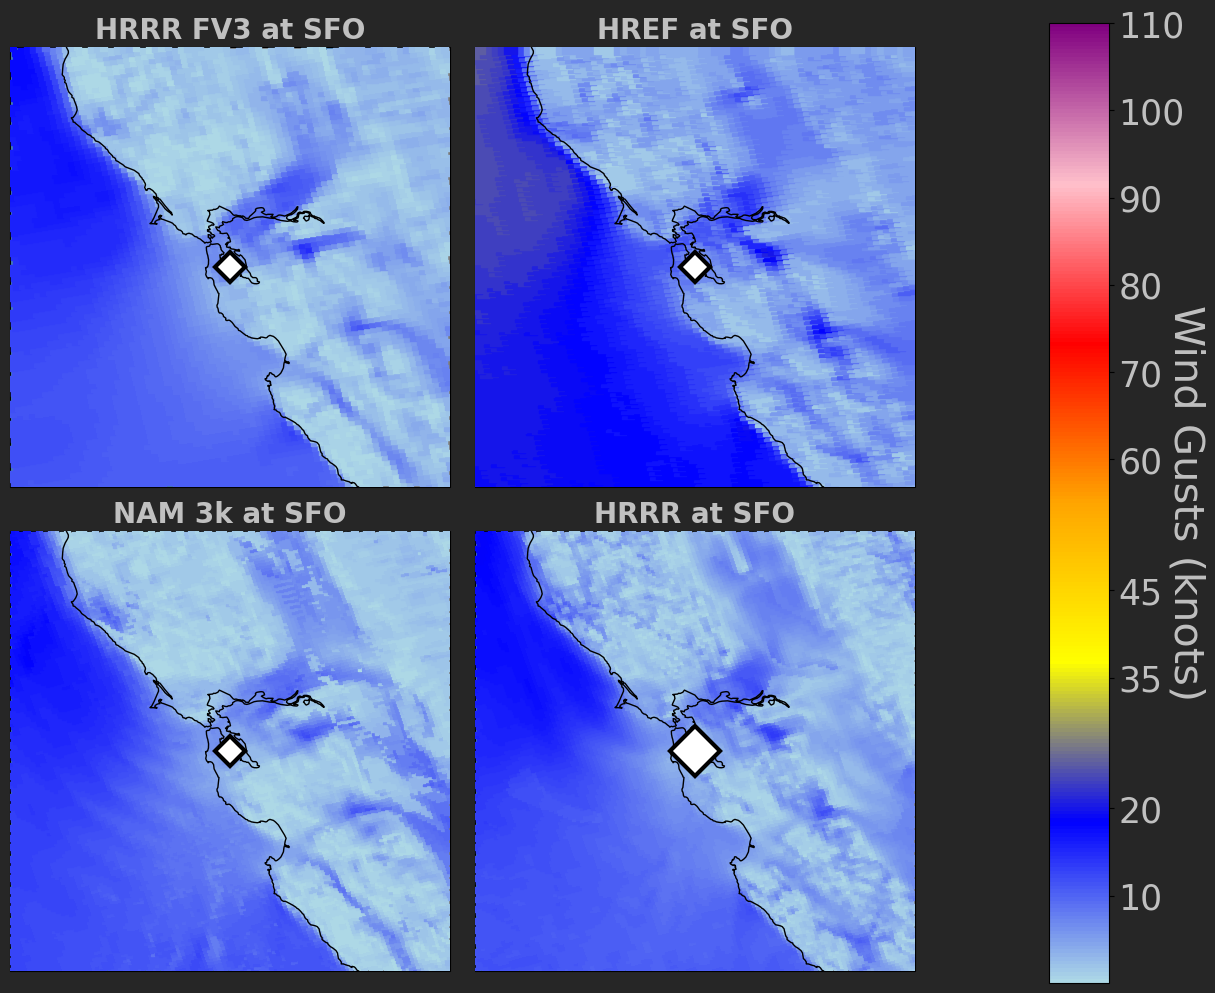 HRRR FV3 at SFO
HREF at SFO
NAM 3k at SFO
HRRR at SFO
110
100
90
80
70
60
45
35
20
10
Wind Gusts (knots)